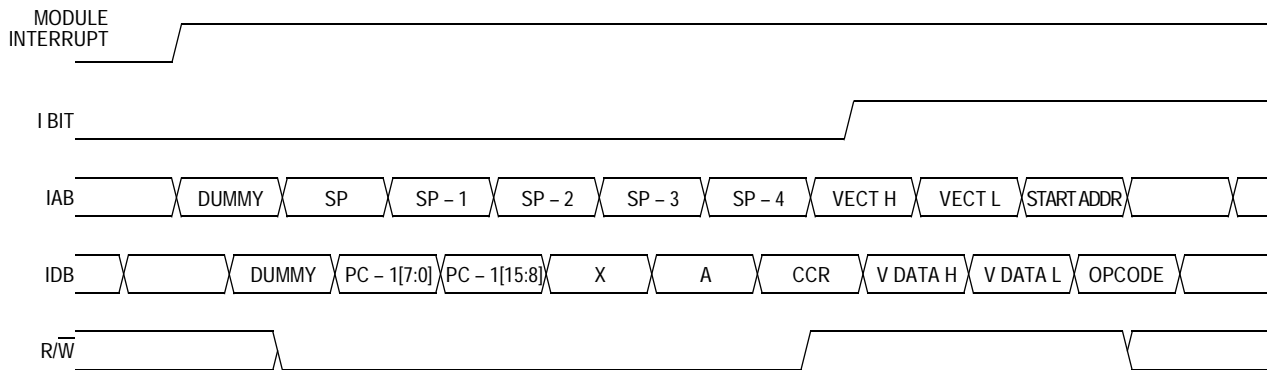 MODULE
INTERRUPT
I BIT
IAB DUMMY SP SP – 1 SP – 2 SP – 3 SP – 4 VECT H VECT L START ADDR
IDB DUMMY PC – 1[7:0] PC – 1[15:8] X A CCR V DATA H V DATA L OPCODE
R/W̅